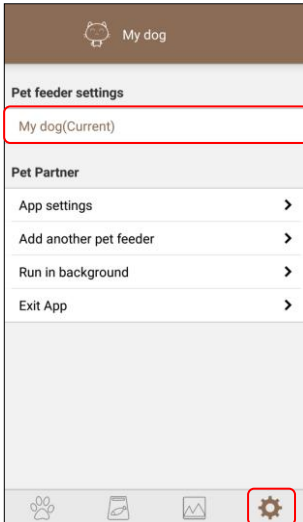 My dog
Pet feeder settings
My dog(Current)
Pet Partner
App settings
Add another pet feeder
Run in background
Exit App